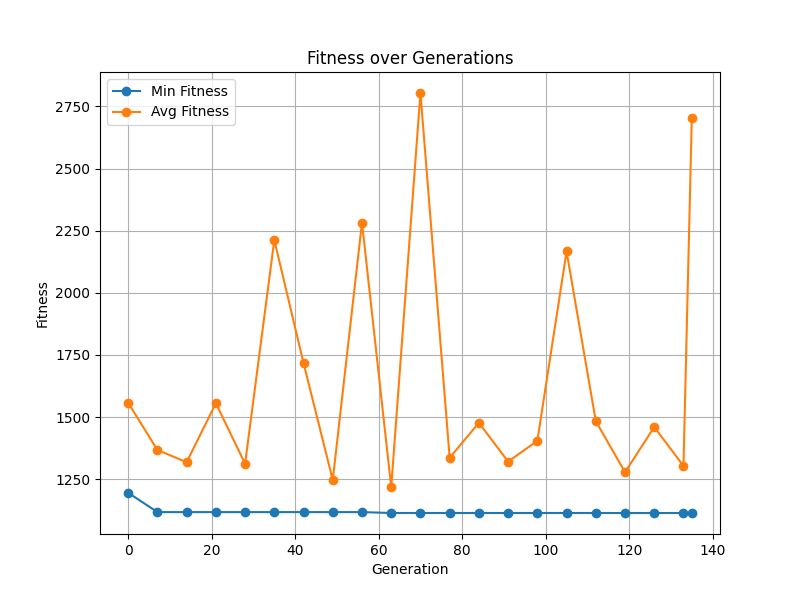 Fitness over Generations
Min Fitness
Avg Fitness
2750
2500
2250
2000
1750
1500
1250
Fitness
0 20 40 60 80 100 120 140
Generation